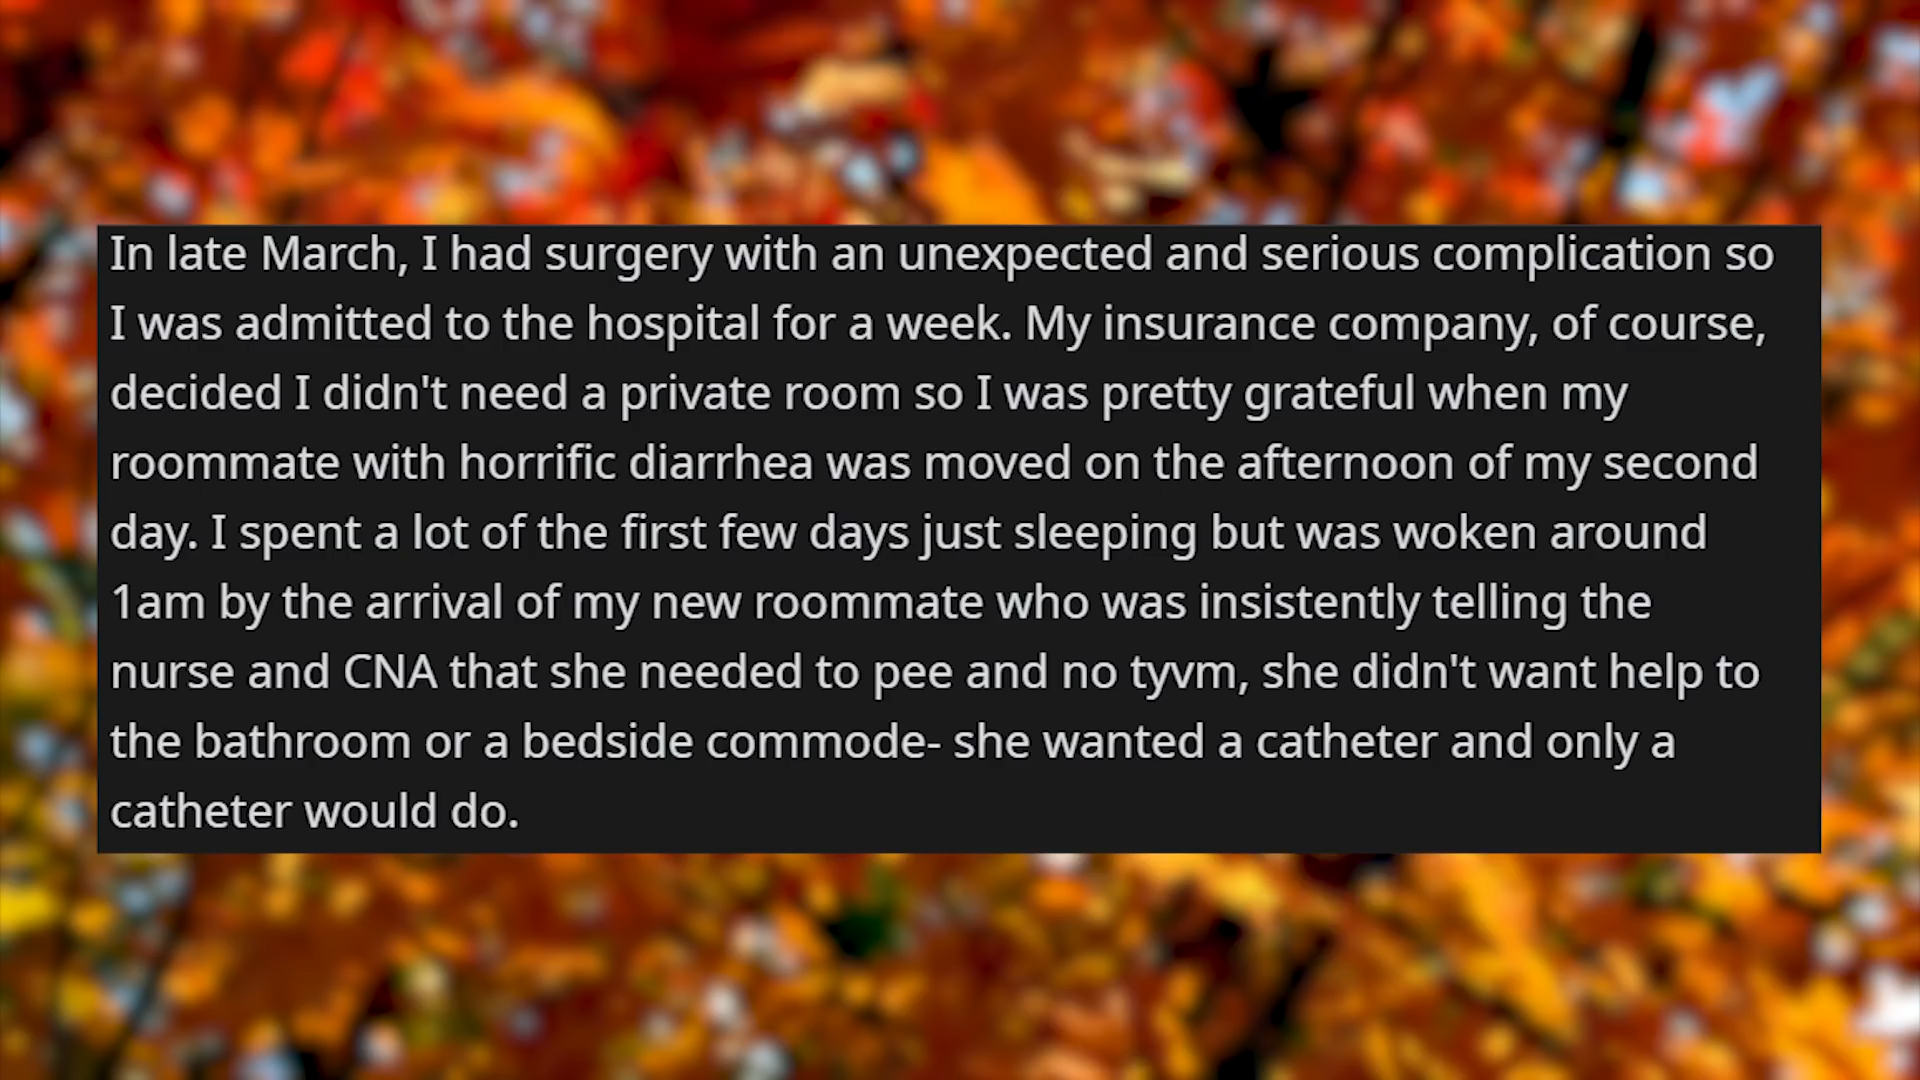 In late March, I had surgery with an unexpected and serious complication so
I was admitted to the hospital for a week. My insurance company, of course,
decided I didn't need a private room so I was pretty grateful when my
roommate with horrific diarrhea was moved on the afternoon of my second
day. I spent a lot of the first few days just sleeping but was woken around
1am by the arrival of my new roommate who was insistently telling the
nurse and CNA that she needed to pee and no tyvm, she didn't want help to
the bathroom or a bedside commode- she wanted a catheter and only a
catheter would do.